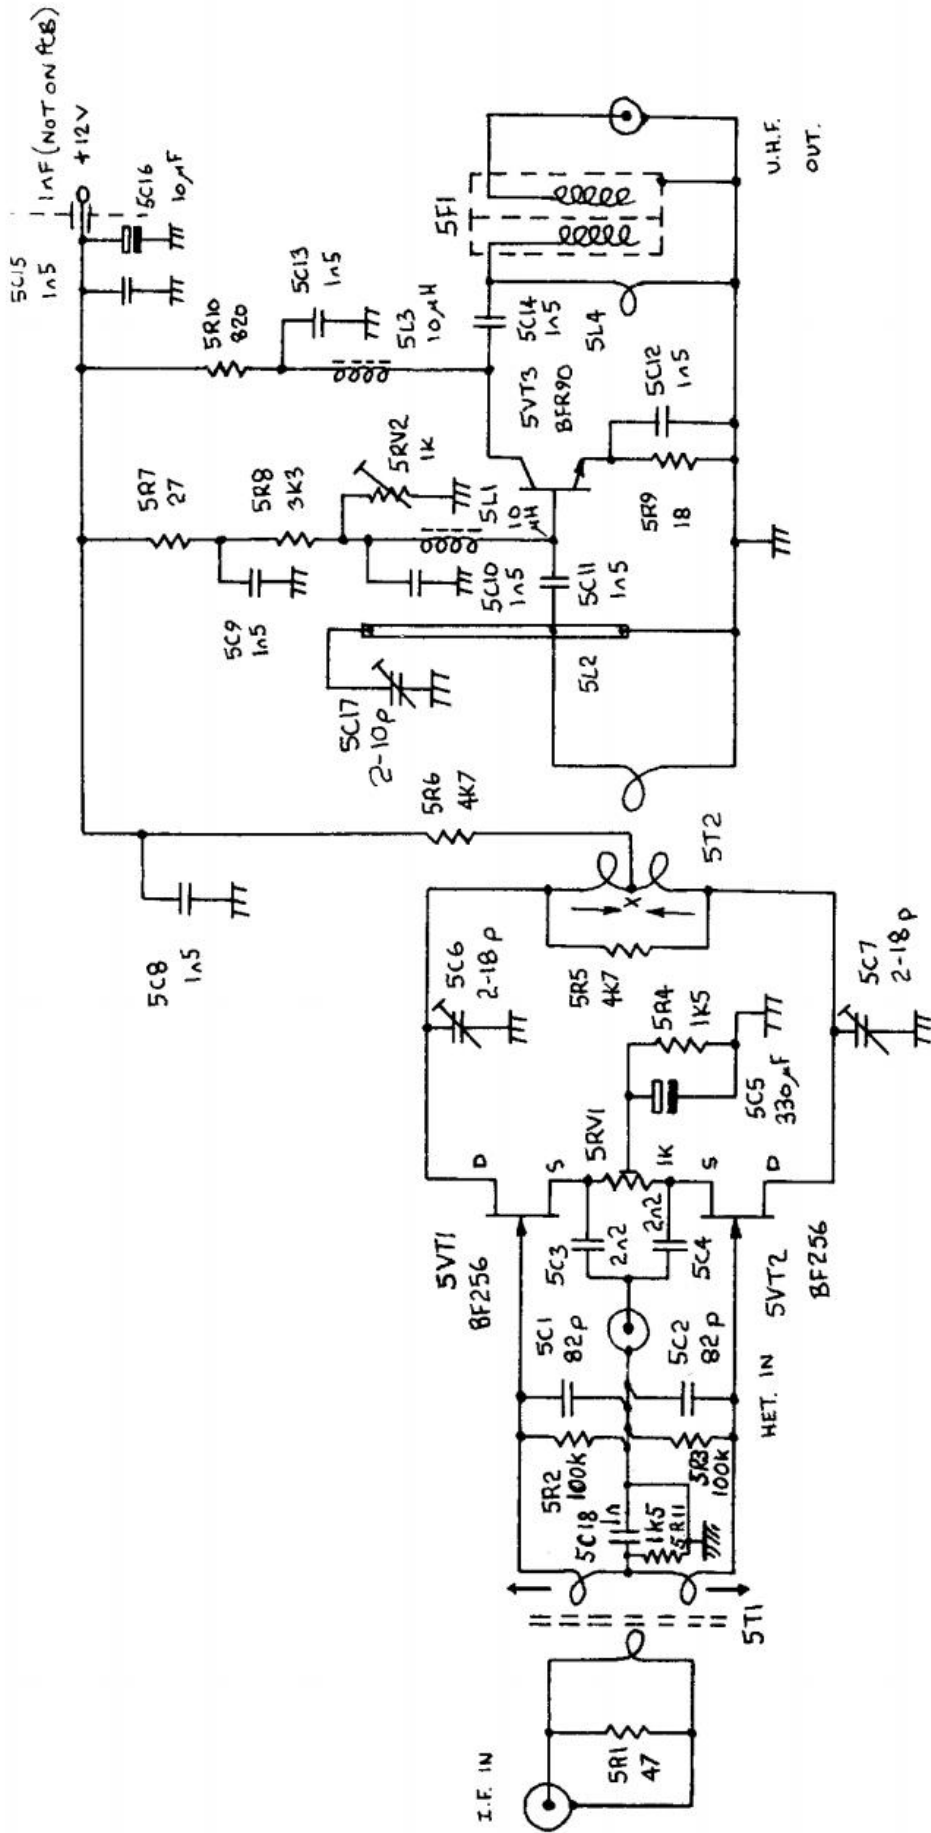 I.F. IN
5R1
47
5T1
5C18
1n
1k5
5R11
5R2
100k
5R3
100k
5C1
82p
5C2
82p
HET. IN
5VT1
BF256
5VT2
BF256
D
S
S
D
5C3
2n2
2n2
5C4
5RV1
1K
5C5
330µF
5R4
1K5
5C6
2-18p
5C7
2-18p
5R5
4K7
X
5T2
5R6
4K7
5C8
1n5
5C17
2-10p
5L2
5C9
1n5
5R7
27
5R8
3K3
5C10
1n5
5C11
1n5
5RV2
1K
5L1
10
µH
5VT3
BFR90
5R9
18
5C12
1n5
5R10
820
5C13
1n5
5L3
10µH
5C14
1n5
5L4
5F1
5C15
1n5
5C16
10µF
1nF (NOT ON PCB)
+12V
U.H.F.
OUT.